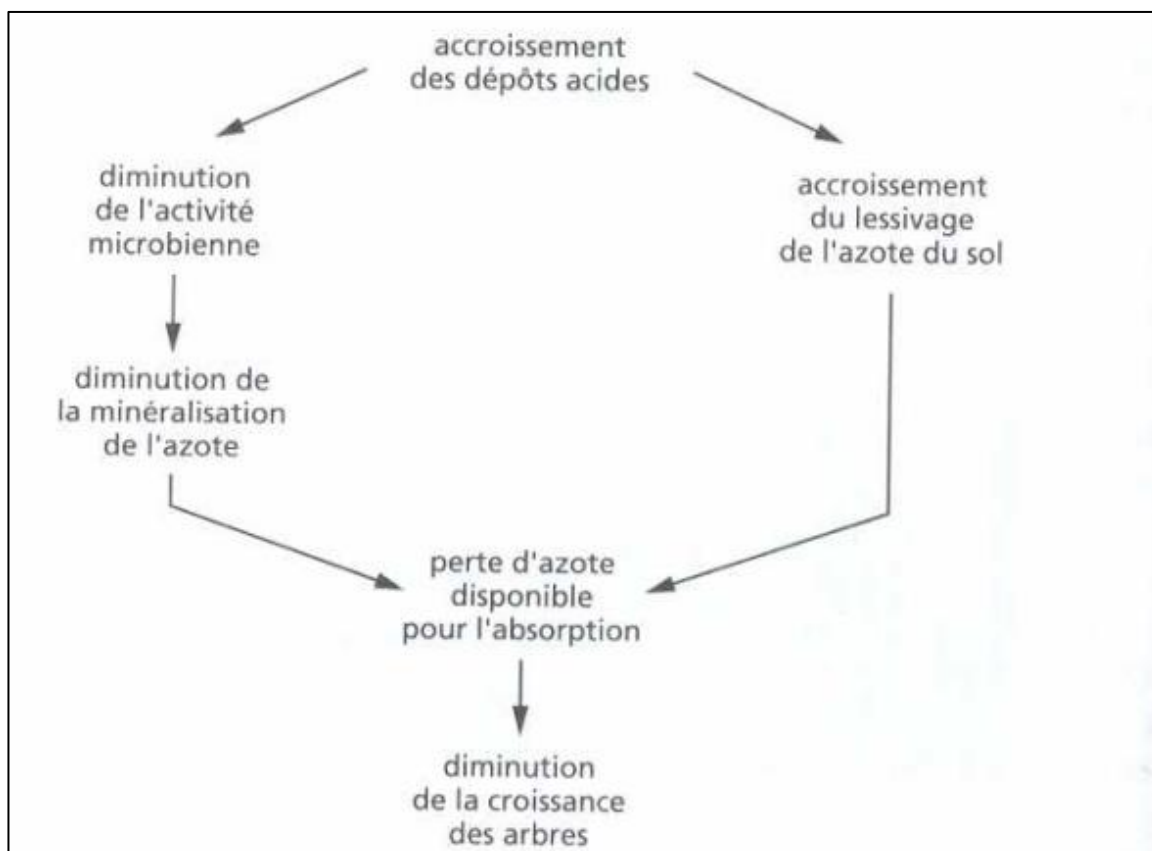 accroissement
des dépôts acides
diminution
de l'activité
microbienne
accroissement
du lessivage
de l'azote du sol
diminution de
la minéralisation
de l'azote
perte d'azote
disponible
pour l'absorption
diminution
de la croissance
des arbres